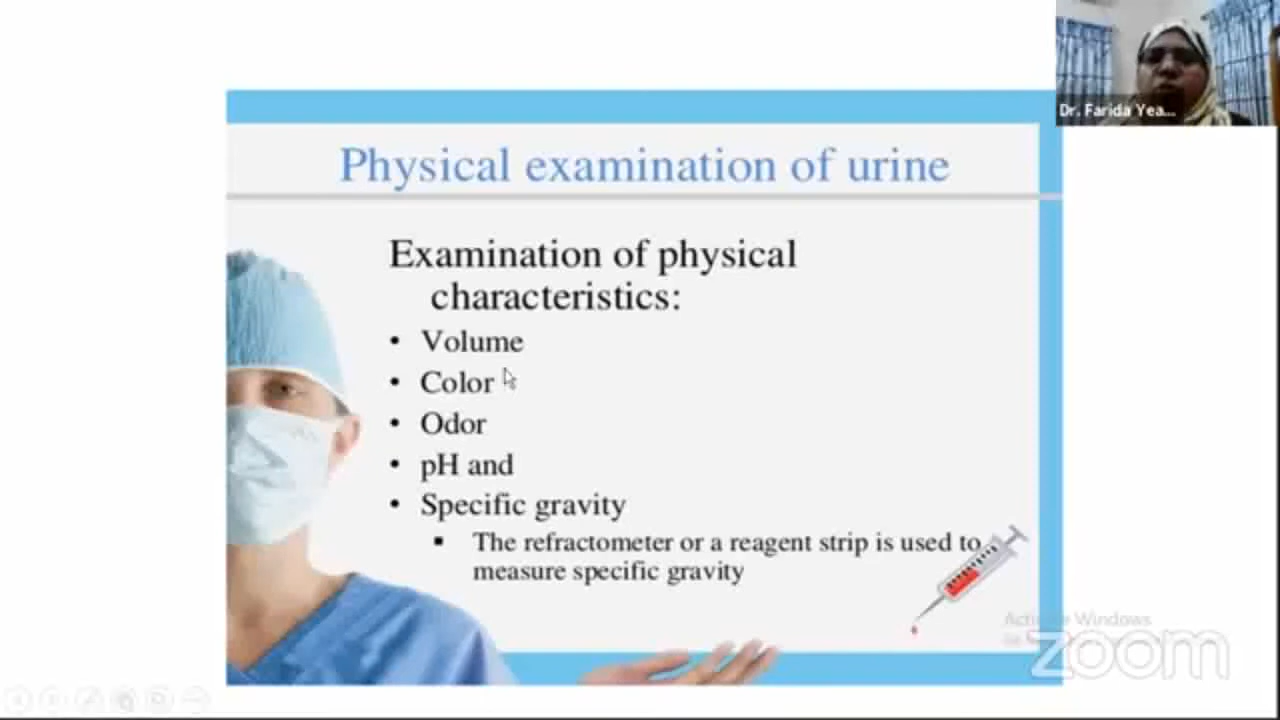 Dr. Farida Yea...
Physical examination of urine
Examination of physical
characteristics:
• Volume
• Color
• Odor
• pH and
• Specific gravity
▪ The refractometer or a reagent strip is used to
measure specific gravity
Activate Windows
zoom